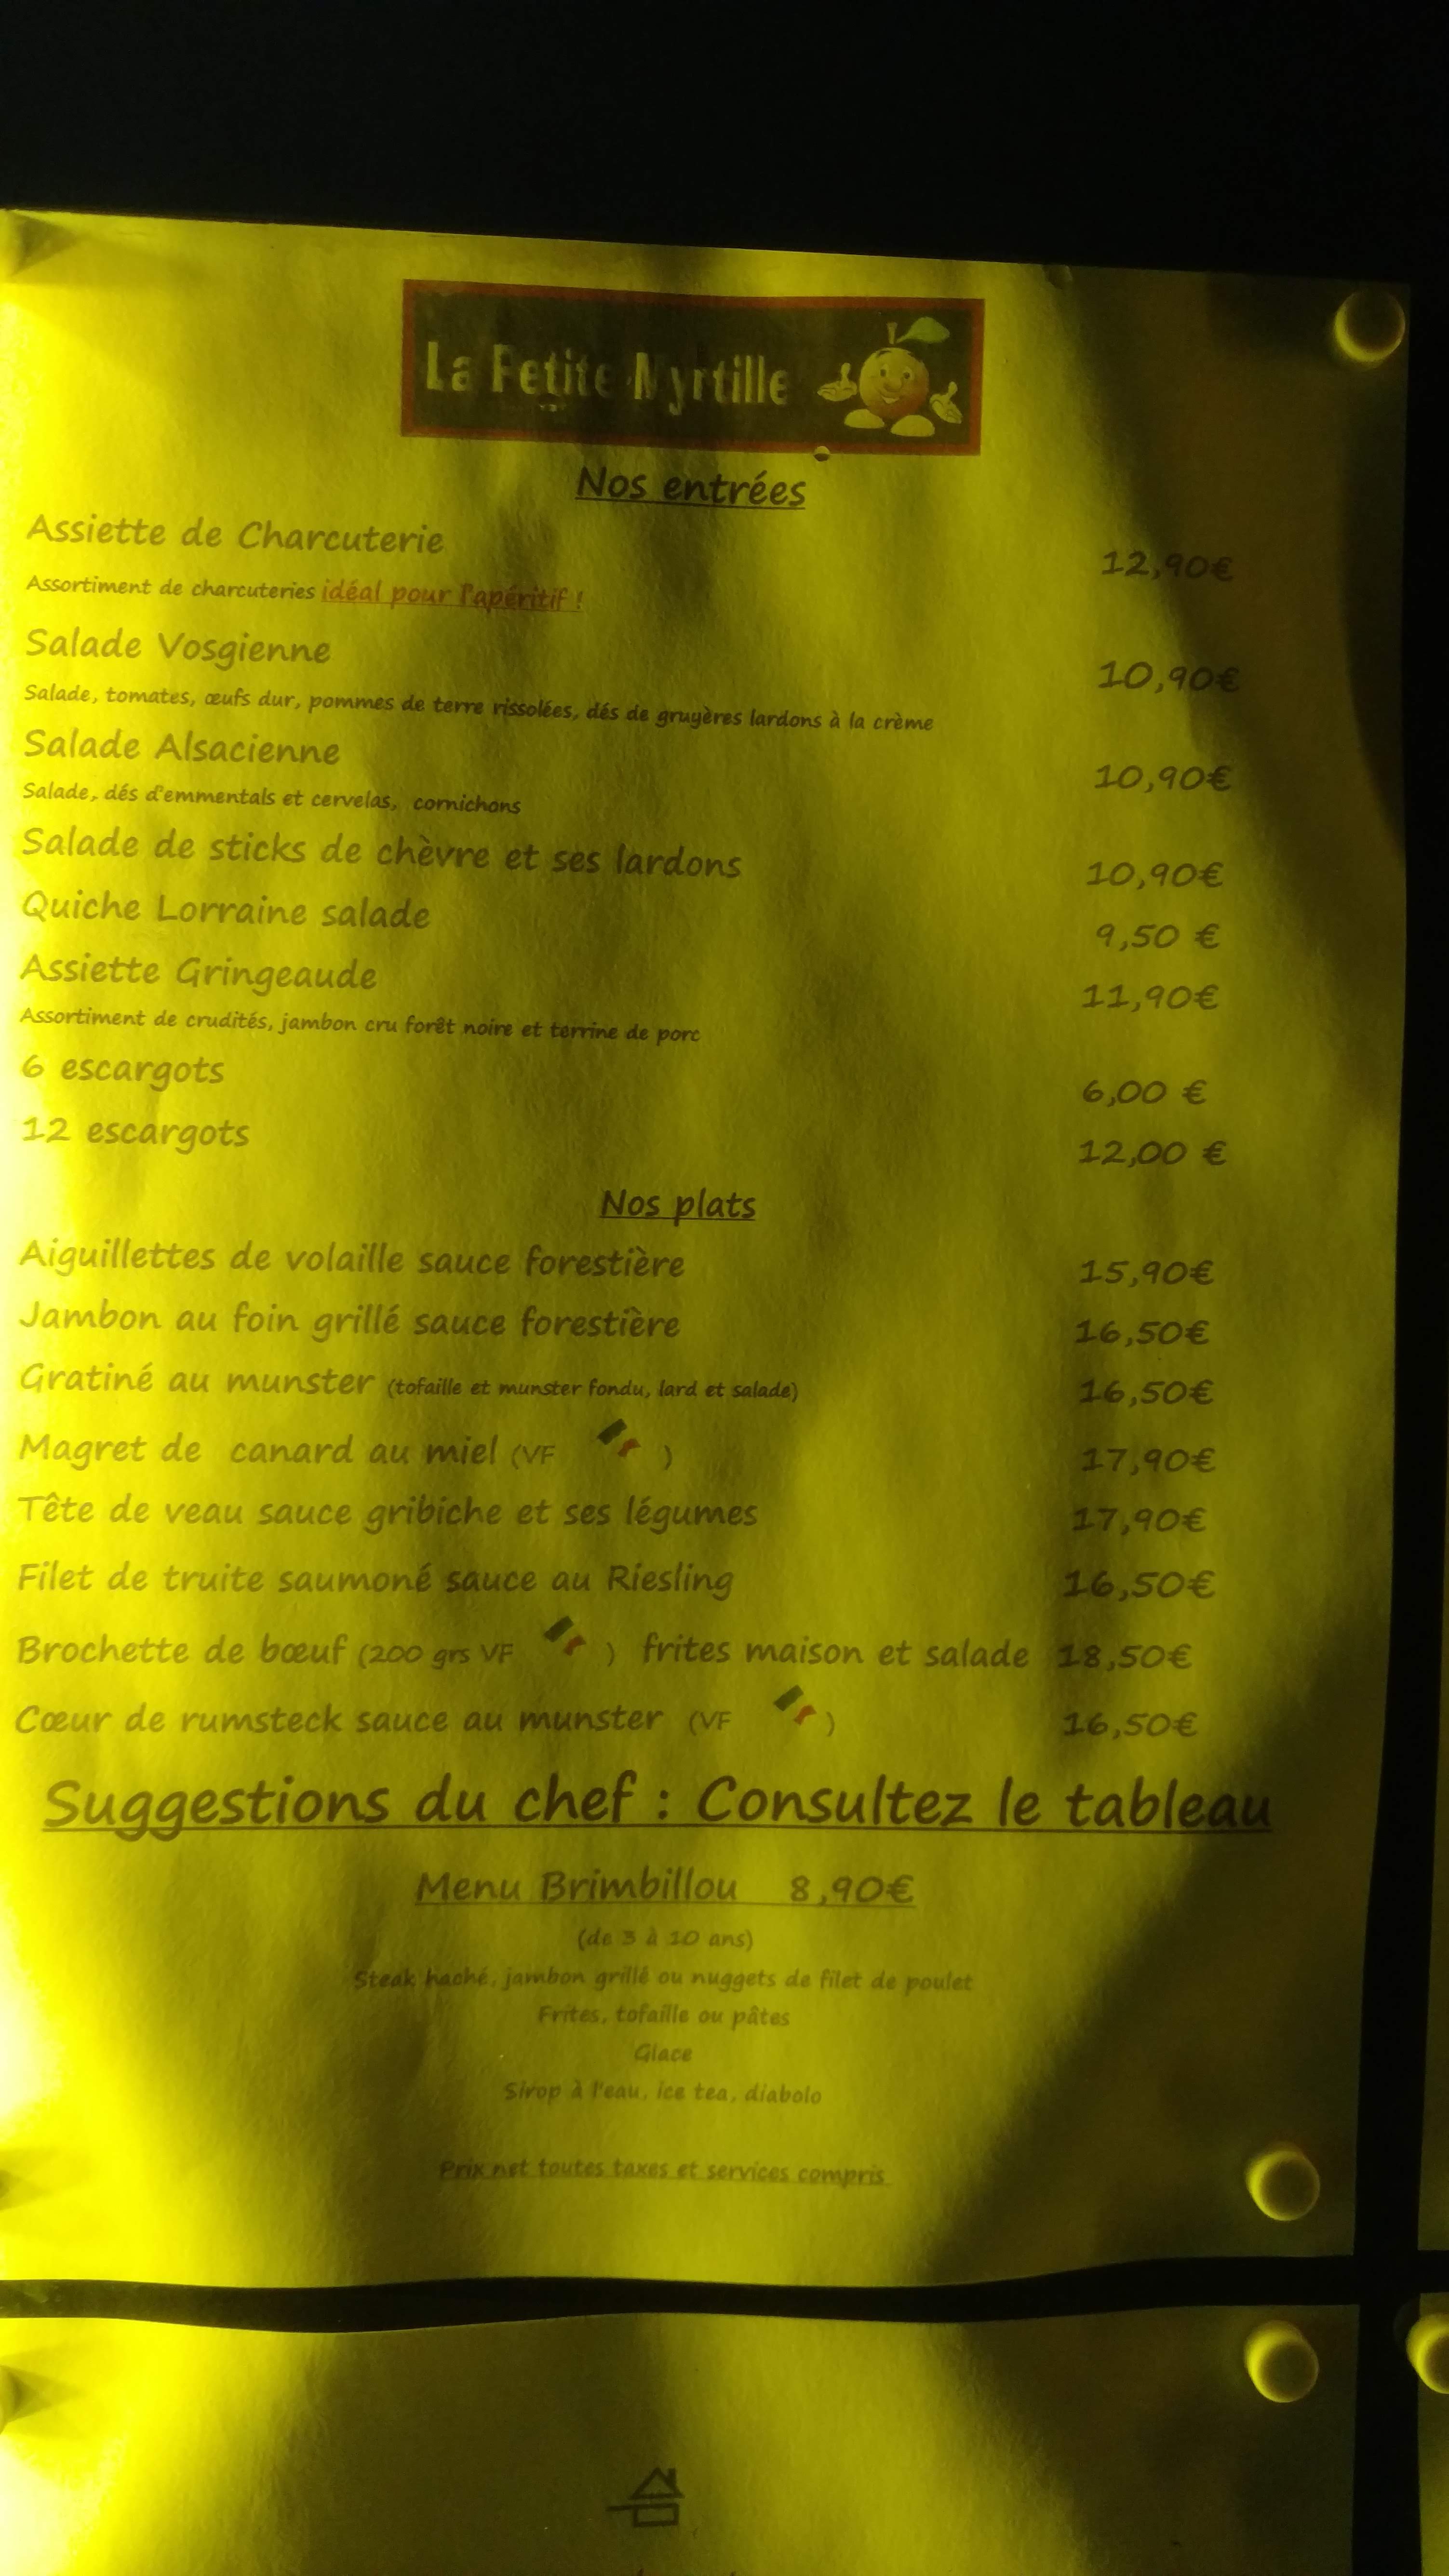 La Petite Myrtille
Nos entrées
Assiette de Charcuterie 12,90€
Assortiment de charcuteries idéal pour l'apéritif !
Salade Vosgienne 10,90€
Salade, tomates, œufs dur, pommes de terre rissolées, dés de gruyères lardons à la crème
Salade Alsacienne 10,90€
Salade, dés d'emmentals et cervelas, cornichons
Salade de sticks de chèvre et ses lardons 10,90€
Quiche Lorraine salade 9,50 €
Assiette Gringeaude 11,90€
Assortiment de crudités, jambon cru forêt noire et terrine de porc
6 escargots 6,00 €
12 escargots 12,00 €
Nos plats
Aiguillettes de volaille sauce forestière 15,90€
Jambon au foin grillé sauce forestière 16,50€
Gratiné au munster (tofaille et munster fondu, lard et salade) 16,50€
Magret de canard au miel (VF ) 17,90€
Tête de veau sauce gribiche et ses légumes 17,90€
Filet de truite saumoné sauce au Riesling 16,50€
Brochette de bœuf (200 grs VF ) frites maison et salade 18,50€
Cœur de rumsteck sauce au munster (VF ) 16,50€
Suggestions du chef : Consultez le tableau
Menu Brimbillou 8,90€
(de 3 à 10 ans)
Steak haché, jambon grillé ou nuggets de filet de poulet
Frites, tofaille ou pâtes
Glace
Sirop à l'eau, ice tea, diabolo
Prix net toutes taxes et services compris